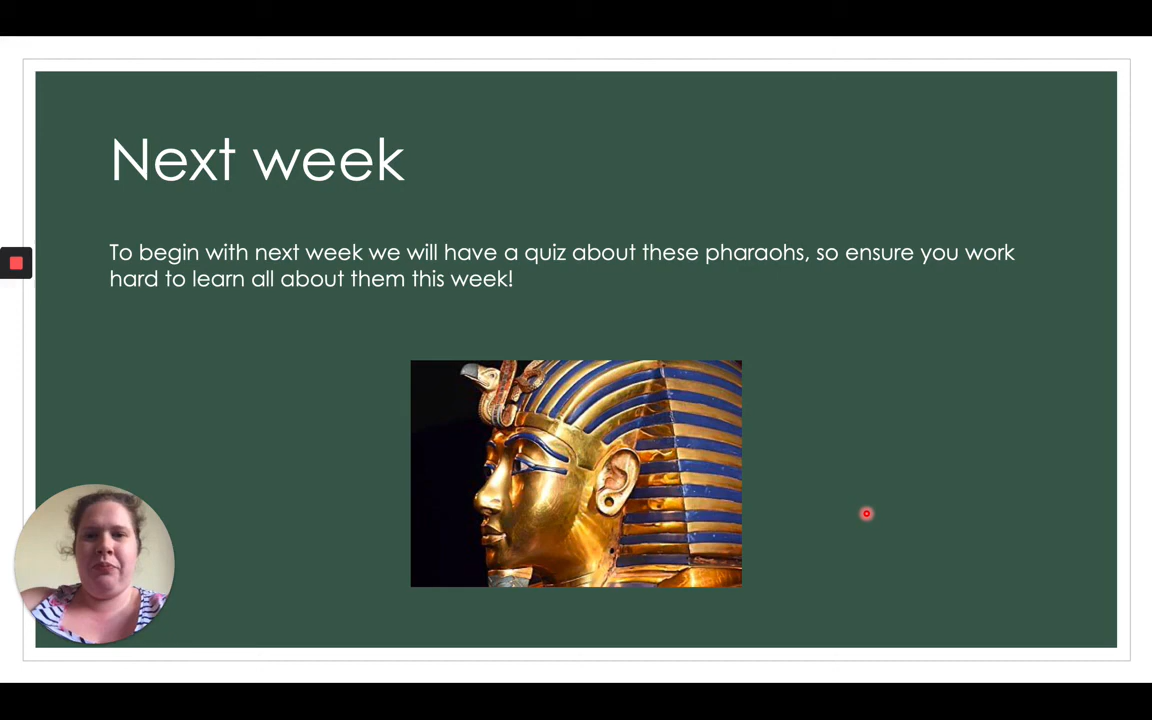 Next week
To begin with next week we will have a quiz about these pharaohs, so ensure you work
hard to learn all about them this week!